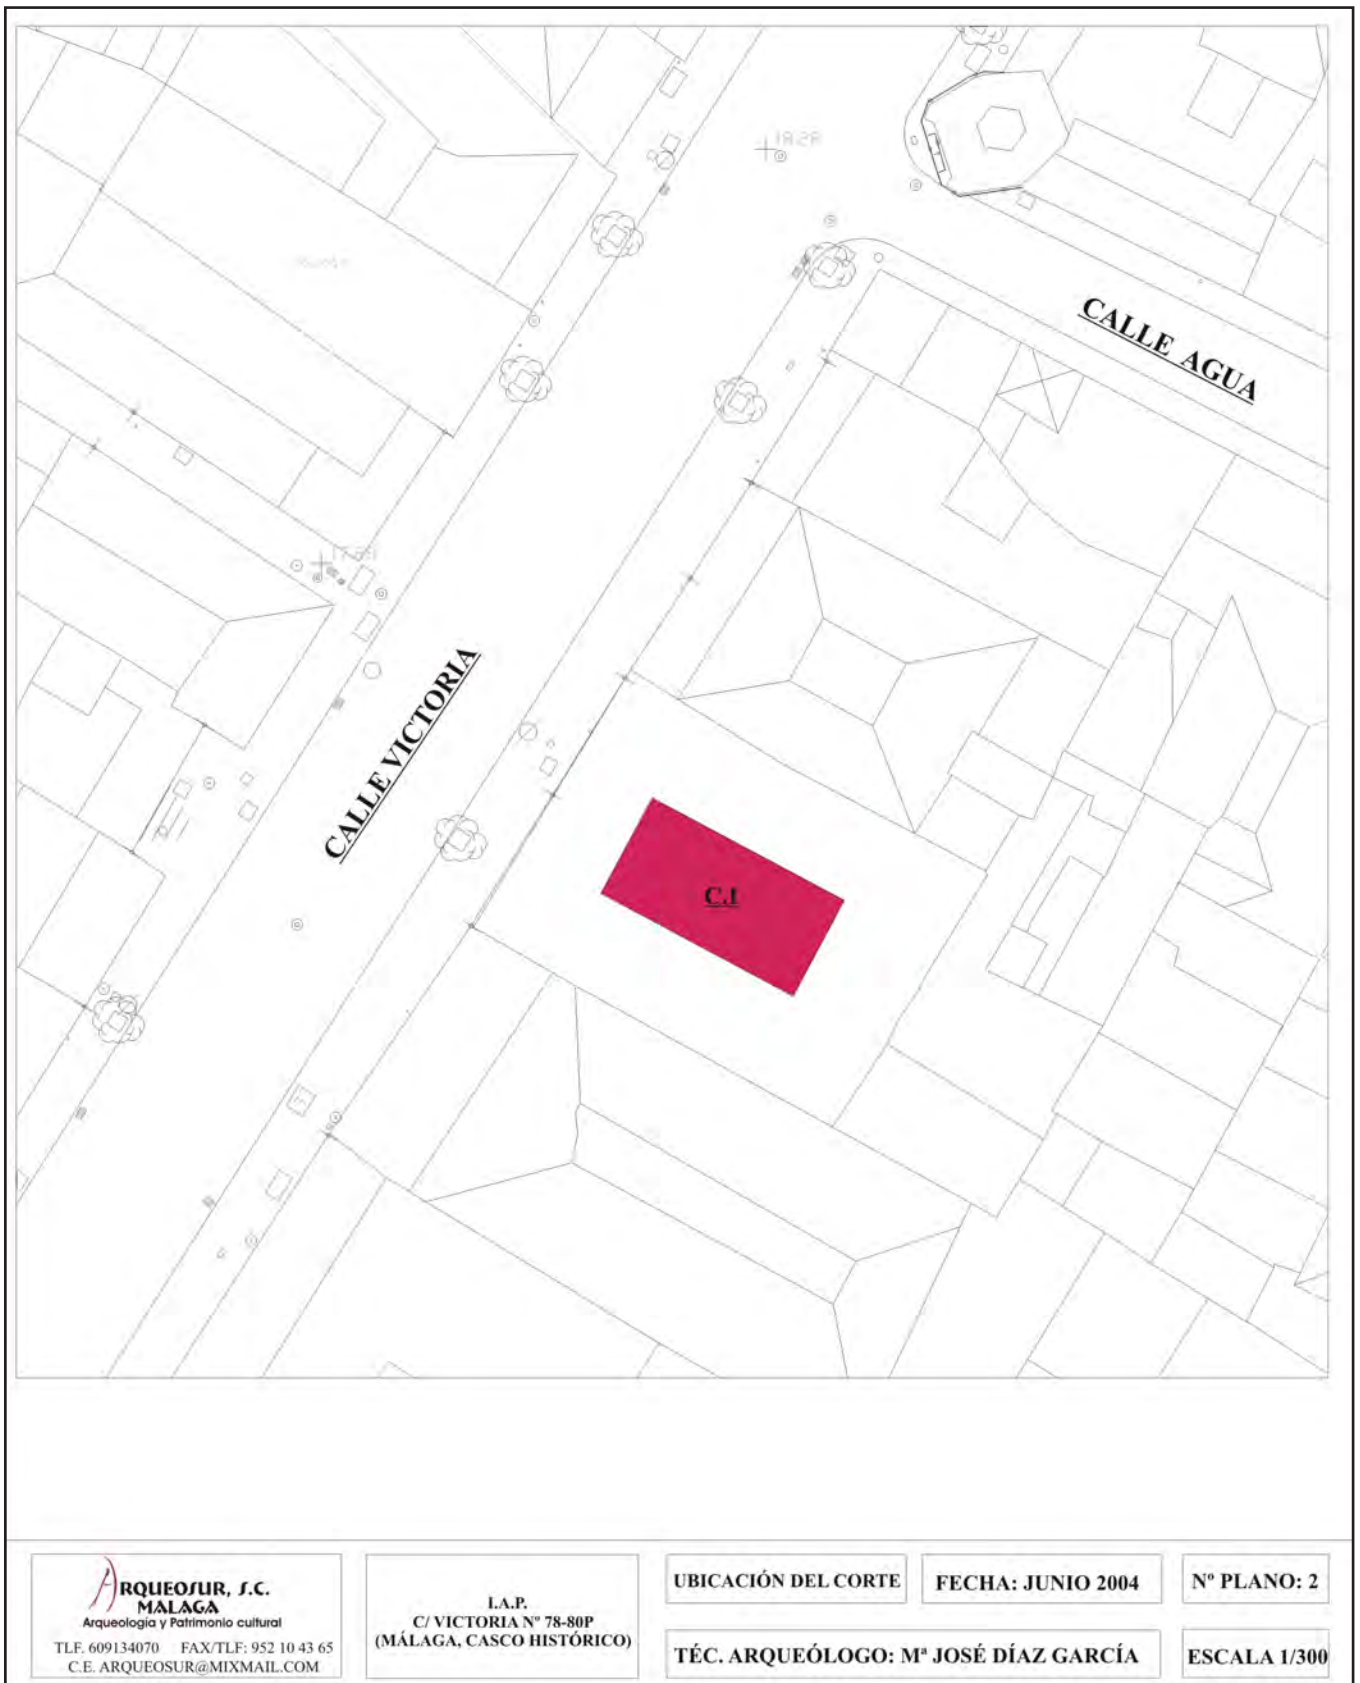 CALLE AGUA
CALLE VICTORIA
C.1
ARQUEOSUR, S.C.
MALAGA
Arqueología y Patrimonio cultural
TLF. 609134070 FAX/TLF: 952 10 43 65
C.E. ARQUEOSUR@MIXMAIL.COM
I.A.P.
C/ VICTORIA Nº 78-80P
(MÁLAGA, CASCO HISTÓRICO)
UBICACIÓN DEL CORTE
FECHA: JUNIO 2004
Nº PLANO: 2
TÉC. ARQUEÓLOGO: Mª JOSÉ DÍAZ GARCÍA
ESCALA 1/300